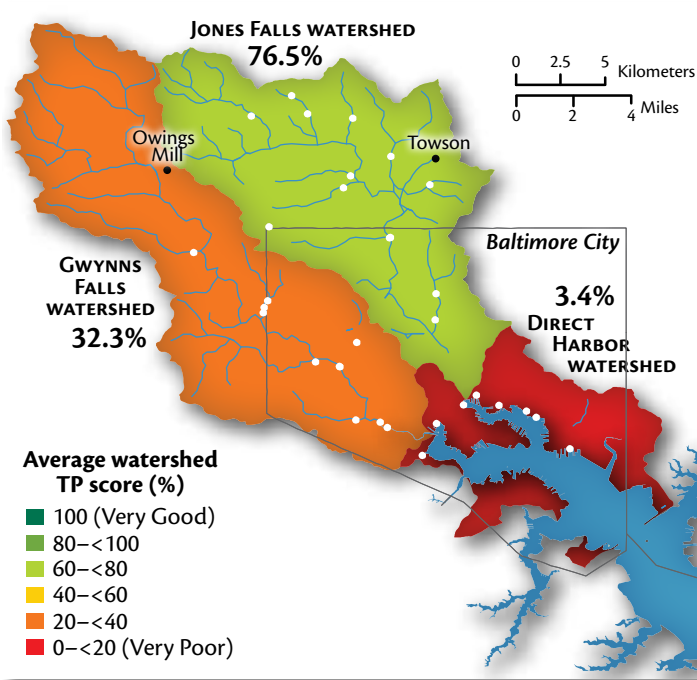 JONES FALLS WATERSHED
76.5%
0 2.5 5 Kilometers
0 2 4 Miles
Owings
Mill
Towson
Baltimore City
GWYNNS
FALLS
WATERSHED
32.3%
3.4%
DIRECT
HARBOR
WATERSHED
Average watershed
TP score (%)
100 (Very Good)
80–<100
60–<80
40–<60
20–<40
0–<20 (Very Poor)